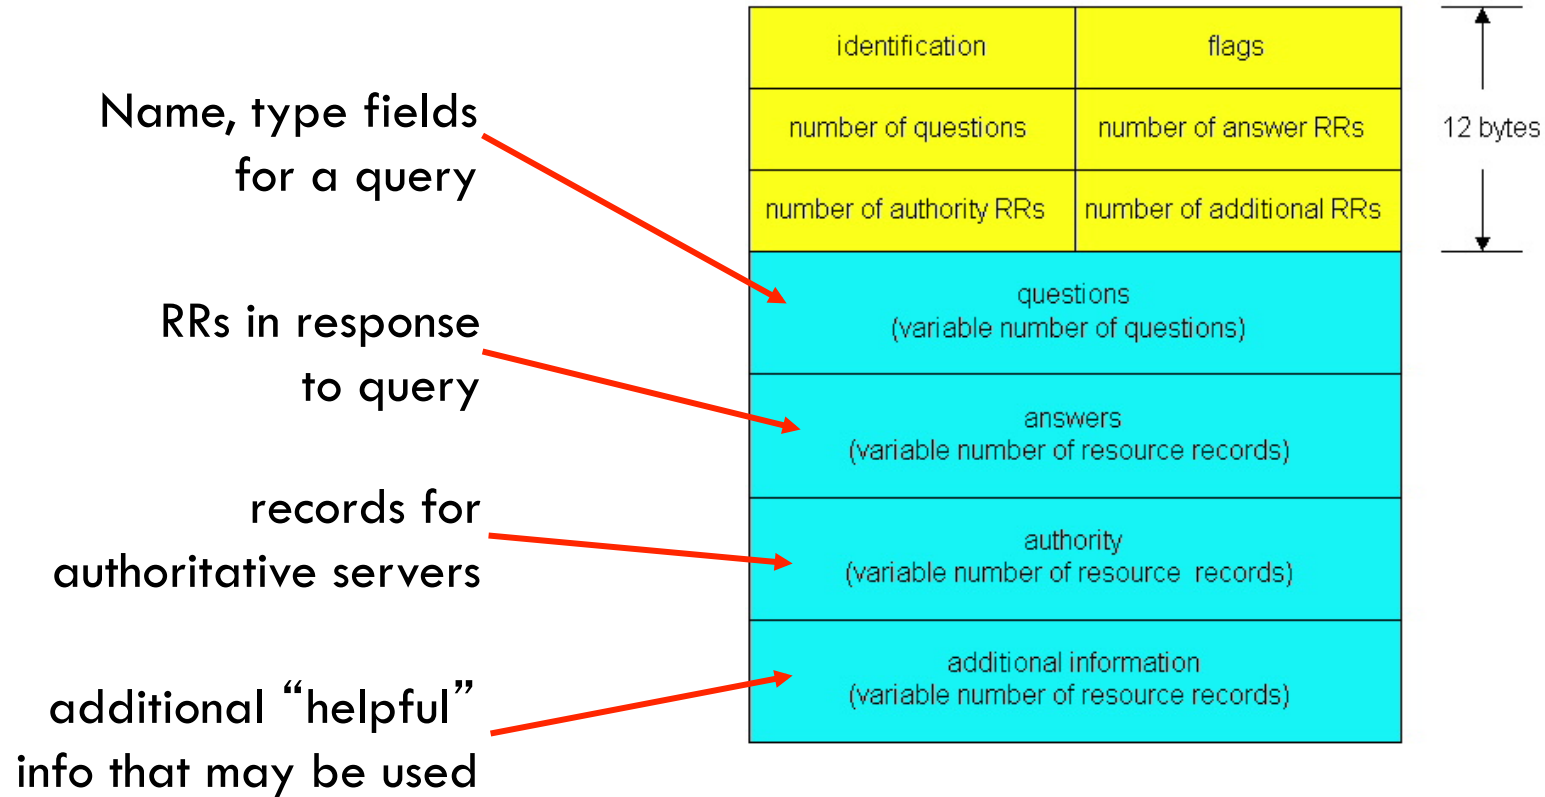 identification
flags
number of questions
number of answer RRs
number of authority RRs
number of additional RRs
12 bytes
Name, type fields
for a query
questions
(variable number of questions)
RRs in response
to query
answers
(variable number of resource records)
records for
authoritative servers
authority
(variable number of resource records)
additional “helpful”
info that may be used
additional information
(variable number of resource records)